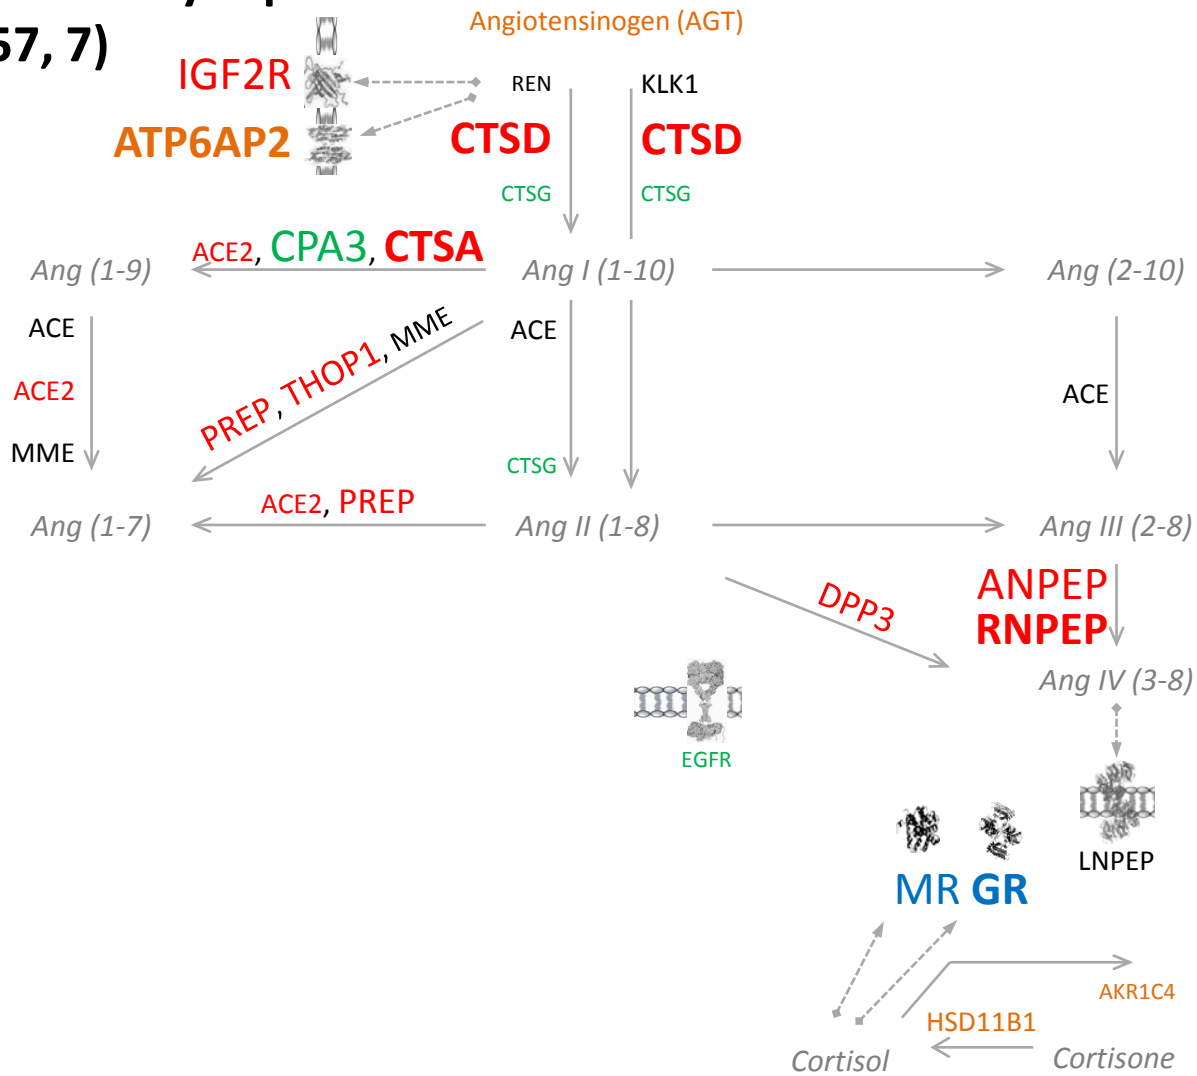 57, 7)
Angiotensinogen (AGT)
IGF2R
REN
KLK1
ATP6AP2
CTSD
CTSD
CTSG
CTSG
ACE2, CPA3, CTSA
Ang (1-9)
Ang I (1-10)
Ang (2-10)
ACE
ACE2
MME
PREP, THOP1, MME
ACE
CTSG
ACE
ACE2, PREP
Ang (1-7)
Ang II (1-8)
Ang III (2-8)
DPP3
ANPEP
RNPEP
Ang IV (3-8)
EGFR
LNPEP
MR GR
AKR1C4
HSD11B1
Cortisol
Cortisone